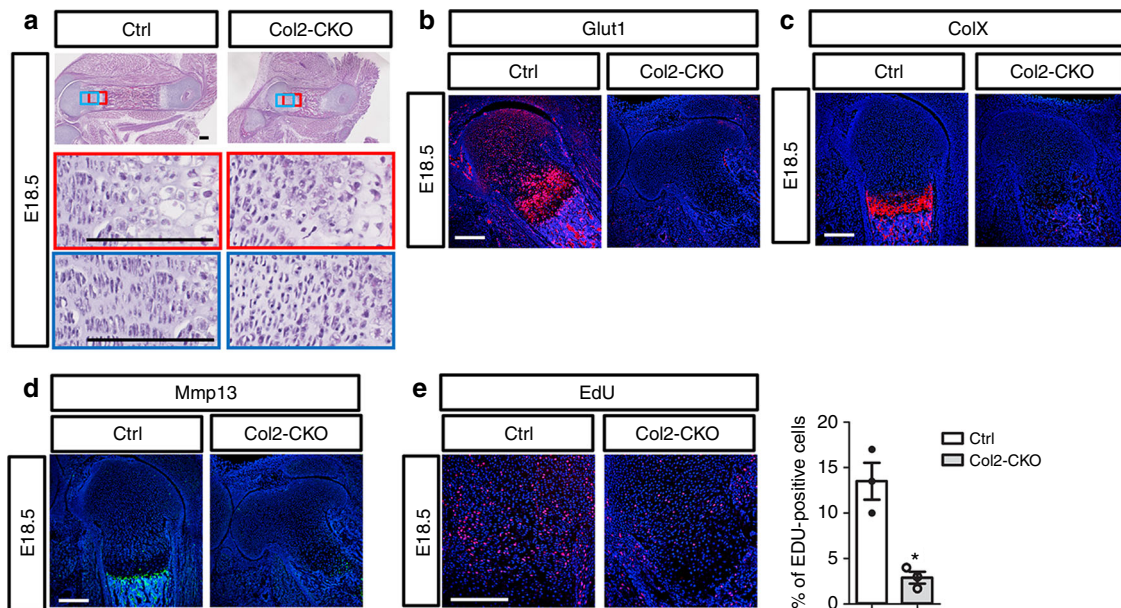 a
Ctrl
Col2-CKO
E18.5
b
Glut1
Ctrl
Col2-CKO
E18.5
c
ColX
Ctrl
Col2-CKO
E18.5
d
Mmp13
Ctrl
Col2-CKO
E18.5
e
EdU
Ctrl
Col2-CKO
E18.5
% of EDU-positive cells
20
15
10
5
0
*
Ctrl
Col2-CKO